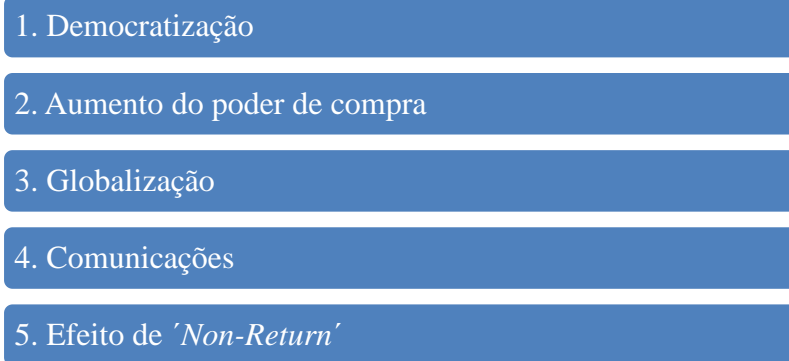 1. Democratização
2. Aumento do poder de compra
3. Globalização
4. Comunicações
5. Efeito de ´Non-Return´